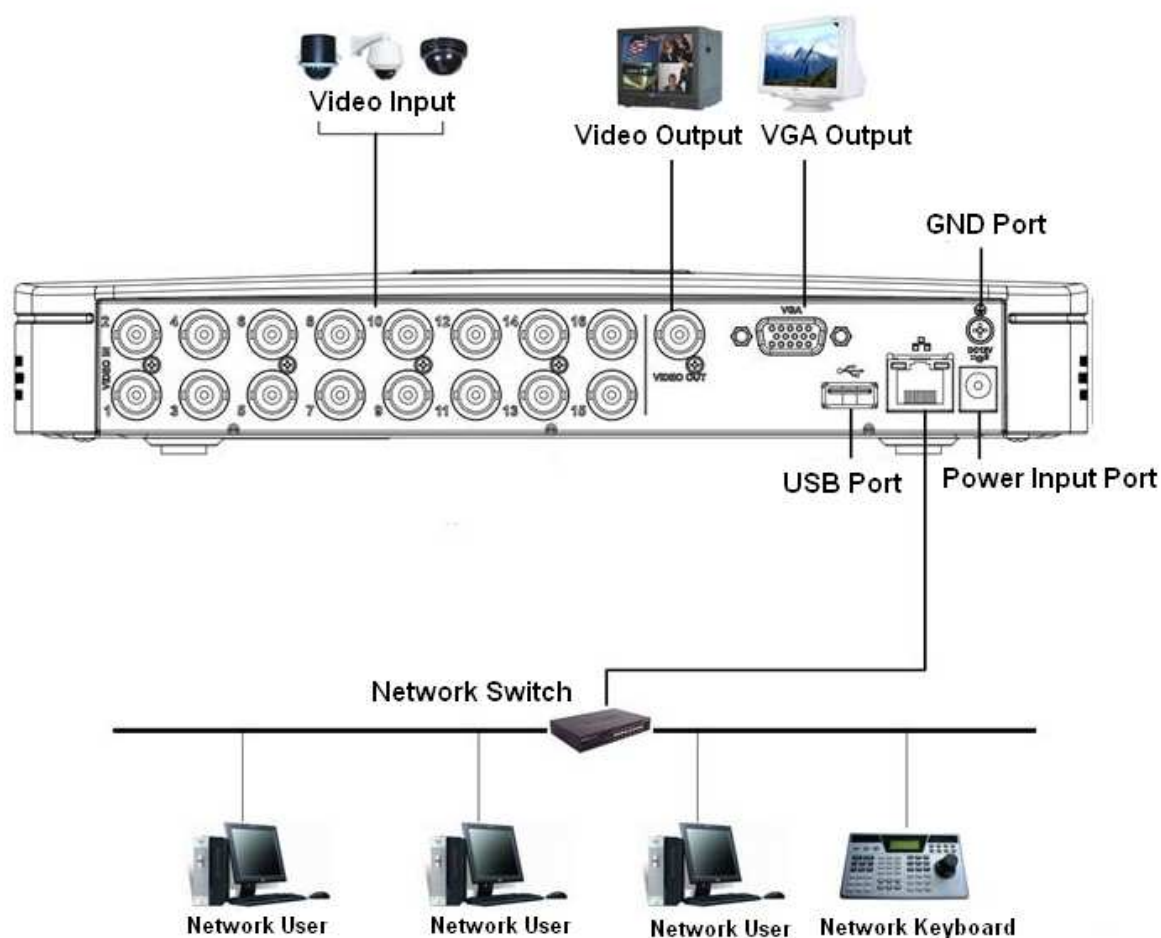 Video Input
Video Output
VGA Output
GND Port
2 4 6 8 10 12 14 16
VIDEO IN
1 3 5 7 9 11 13 15
VIDEO OUT
VGA
DC12V
USB Port
Power Input Port
Network Switch
Network User
Network User
Network User
Network Keyboard